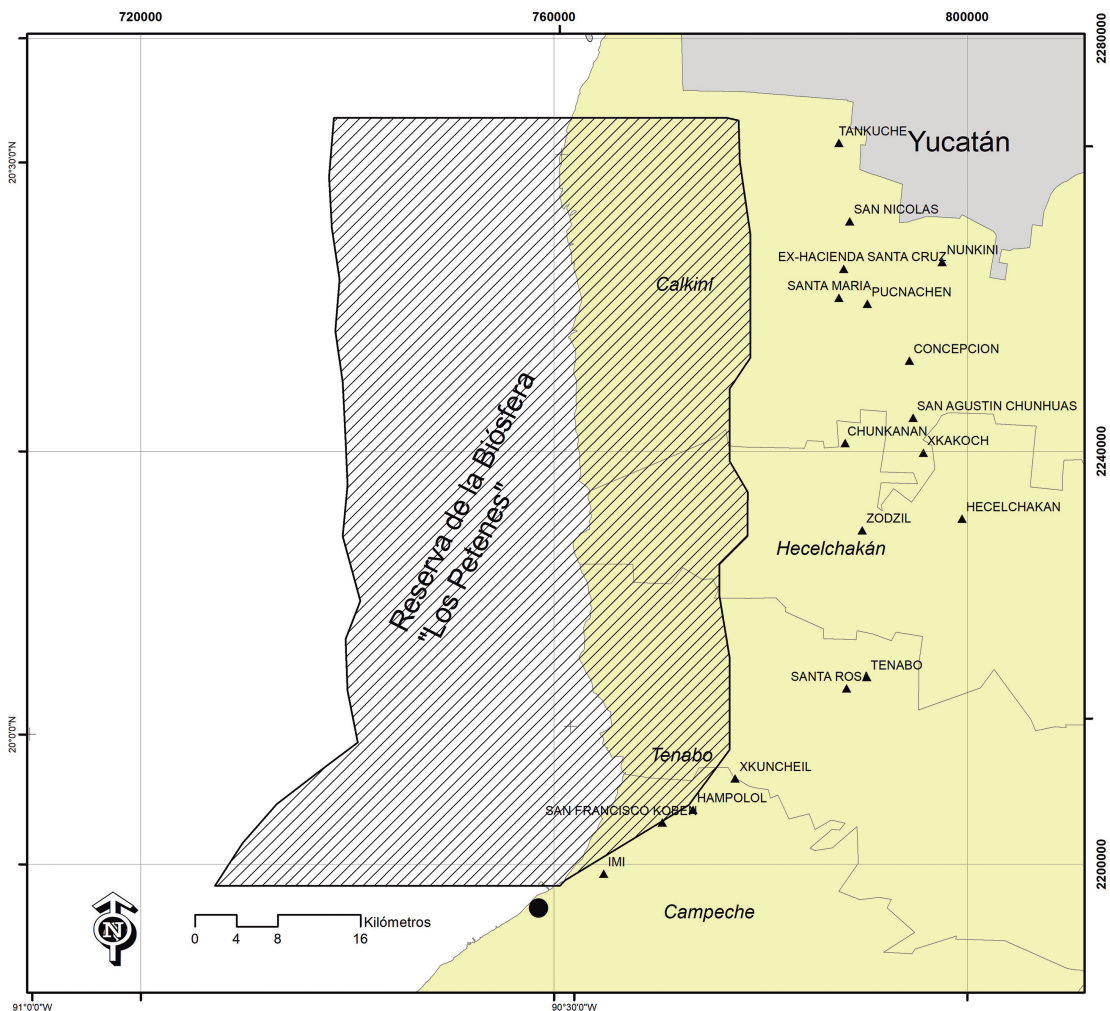 720000
760000
800000
2280000
20°30'0"N
TANKUCHE
Yucatán
SAN NICOLAS
EX-HACIENDA SANTA CRUZ
NUNKINI
Calkiní
SANTA MARIA
PUCNACHEN
CONCEPCION
SAN AGUSTIN CHUNHUAS
CHUNKANAN
XKAKOCH
2240000
Reserva de la Biósfera
"Los Petenes"
HECELCHAKAN
ZODZIL
Hecelchakán
TENABO
SANTA ROSA
20°0'0"N
Tenabo
XKUNCHEIL
HAMPOLOL
SAN FRANCISCO KOBEN
IMI
2200000
Campeche
N
Kilómetros
0 4 8 16
91°0'0"W
90°30'0"W